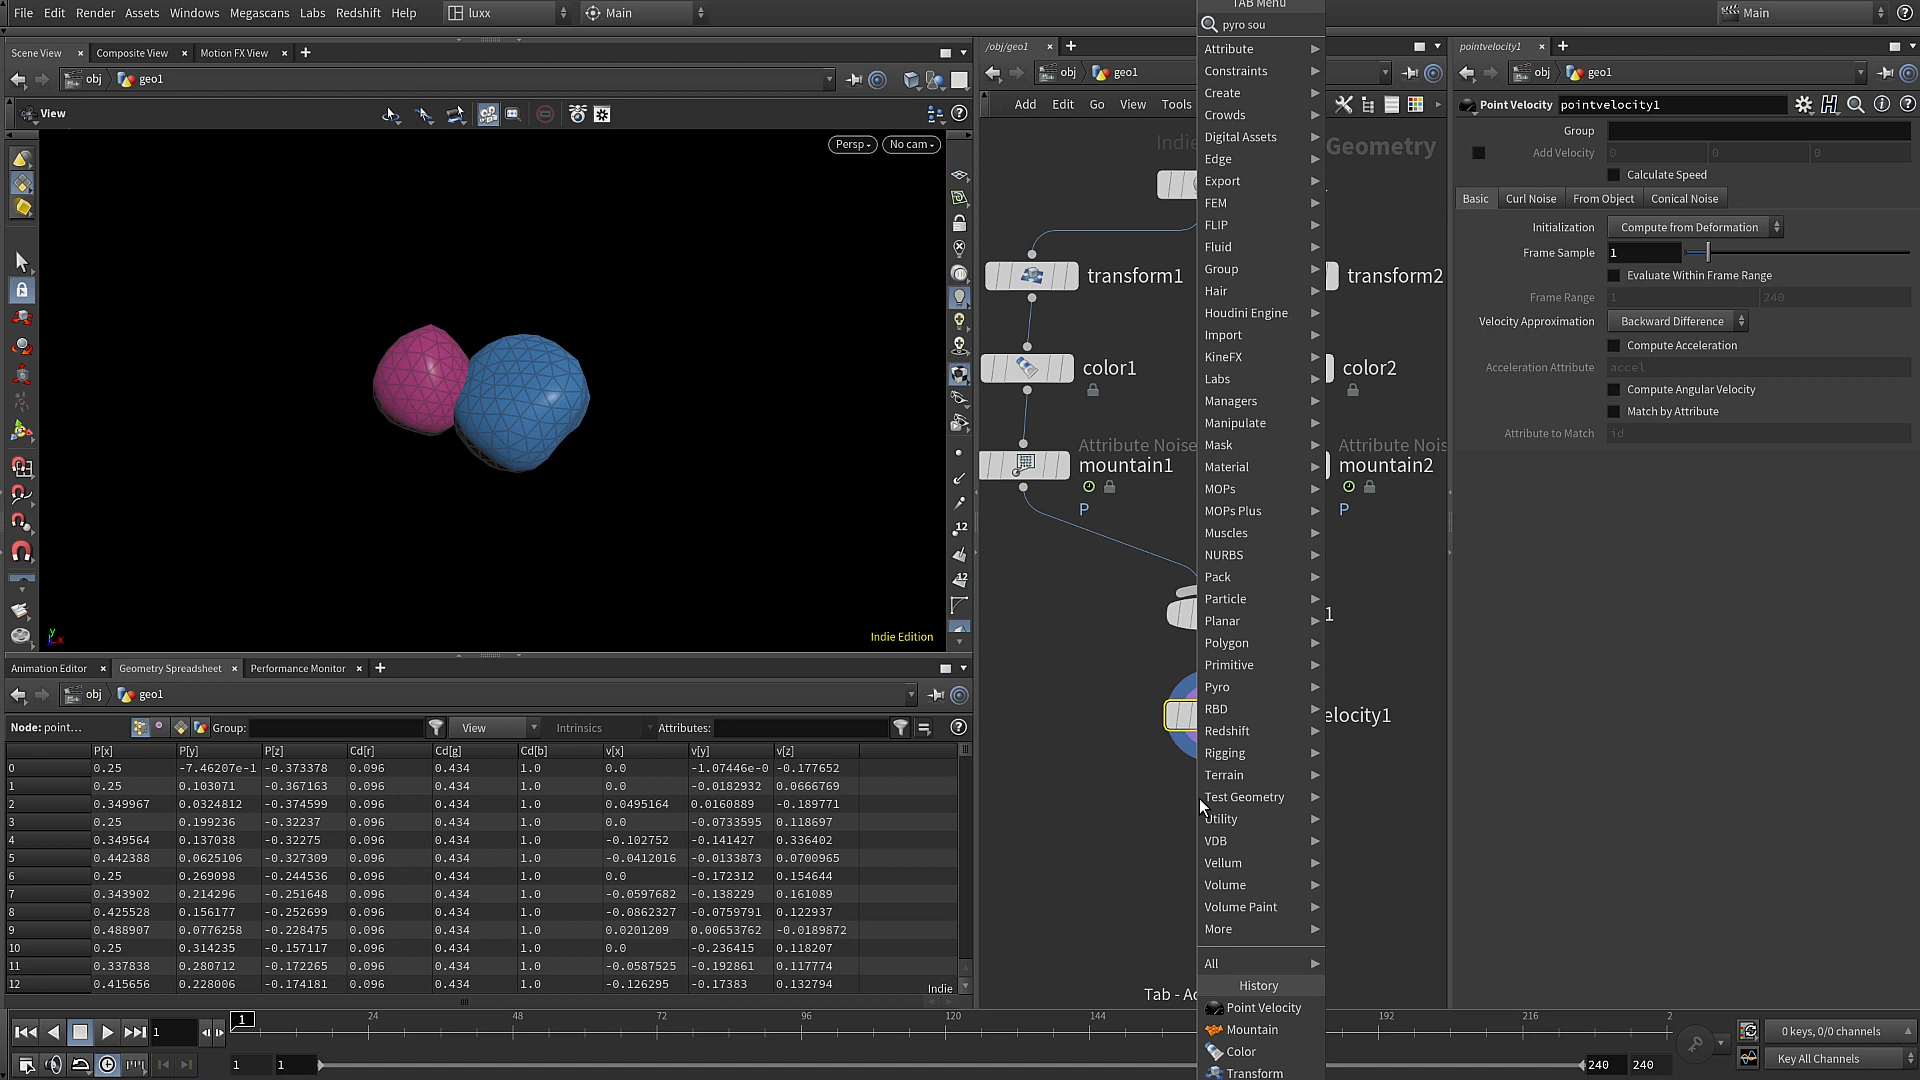 File Edit Render Assets Windows Megascans Labs Redshift Help luxx Main
TAB Menu
Main
pyro sou
Scene View Composite View Motion FX View
/obj/geo1
pointvelocity1
obj geo1
obj geo1
obj geo1
View
Persp No cam
Indie Edition
Add Edit Go View Tools
Indie
Geometry
transform1
transform2
color1
color2
Attribute Nois
mountain1
P
Attribute Nois
mountain2
P
1
elocity1
Tab - Ad
Attribute
Constraints
Create
Crowds
Digital Assets
Edge
Export
FEM
FLIP
Fluid
Group
Hair
Houdini Engine
Import
KineFX
Labs
Managers
Manipulate
Mask
Material
MOPs
MOPs Plus
Muscles
NURBS
Pack
Particle
Planar
Polygon
Primitive
Pyro
RBD
Redshift
Rigging
Terrain
Test Geometry
Utility
VDB
Vellum
Volume
Volume Paint
More
All
History
Point Velocity
Mountain
Color
Transform
Point Velocity pointvelocity1
Group
Add Velocity 0 0 0
Calculate Speed
Basic Curl Noise From Object Conical Noise
Initialization Compute from Deformation
Frame Sample 1
Evaluate Within Frame Range
Frame Range 1 240
Velocity Approximation Backward Difference
Compute Acceleration
Acceleration Attribute accel
Compute Angular Velocity
Match by Attribute
Attribute to Match id
12
12
y x
Animation Editor Geometry Spreadsheet Performance Monitor
obj geo1
Node: point... Group: View Intrinsics Attributes:
P[x] P[y] P[z] Cd[r] Cd[g] Cd[b] v[x] v[y] v[z]
0 0.25 -7.46207e-1 -0.373378 0.096 0.434 1.0 0.0 -1.07446e-0 -0.177652
1 0.25 0.103071 -0.367163 0.096 0.434 1.0 0.0 -0.0182932 0.0666769
2 0.349967 0.0324812 -0.374599 0.096 0.434 1.0 0.0495164 0.0160889 -0.189771
3 0.25 0.199236 -0.32237 0.096 0.434 1.0 0.0 -0.0733595 0.118697
4 0.349564 0.137038 -0.32275 0.096 0.434 1.0 -0.102752 -0.141427 0.336402
5 0.442388 0.0625106 -0.327309 0.096 0.434 1.0 -0.0412016 -0.0133873 0.0700965
6 0.25 0.269098 -0.244536 0.096 0.434 1.0 0.0 -0.172312 0.154644
7 0.343902 0.214296 -0.251648 0.096 0.434 1.0 -0.0597682 -0.138229 0.161089
8 0.425528 0.156177 -0.252699 0.096 0.434 1.0 -0.0862327 -0.0759791 0.122937
9 0.488907 0.0776258 -0.228475 0.096 0.434 1.0 0.0201209 0.00653762 -0.0189872
10 0.25 0.314235 -0.157117 0.096 0.434 1.0 0.0 -0.236415 0.118207
11 0.337838 0.280712 -0.172265 0.096 0.434 1.0 -0.0587525 -0.192861 0.117774
12 0.415656 0.228006 -0.174181 0.096 0.434 1.0 -0.126295 -0.17383 0.132794
Indie
1 1 24 48 72 96 120 144 192 216 2
0 keys, 0/0 channels
1 1 240 240 Key All Channels